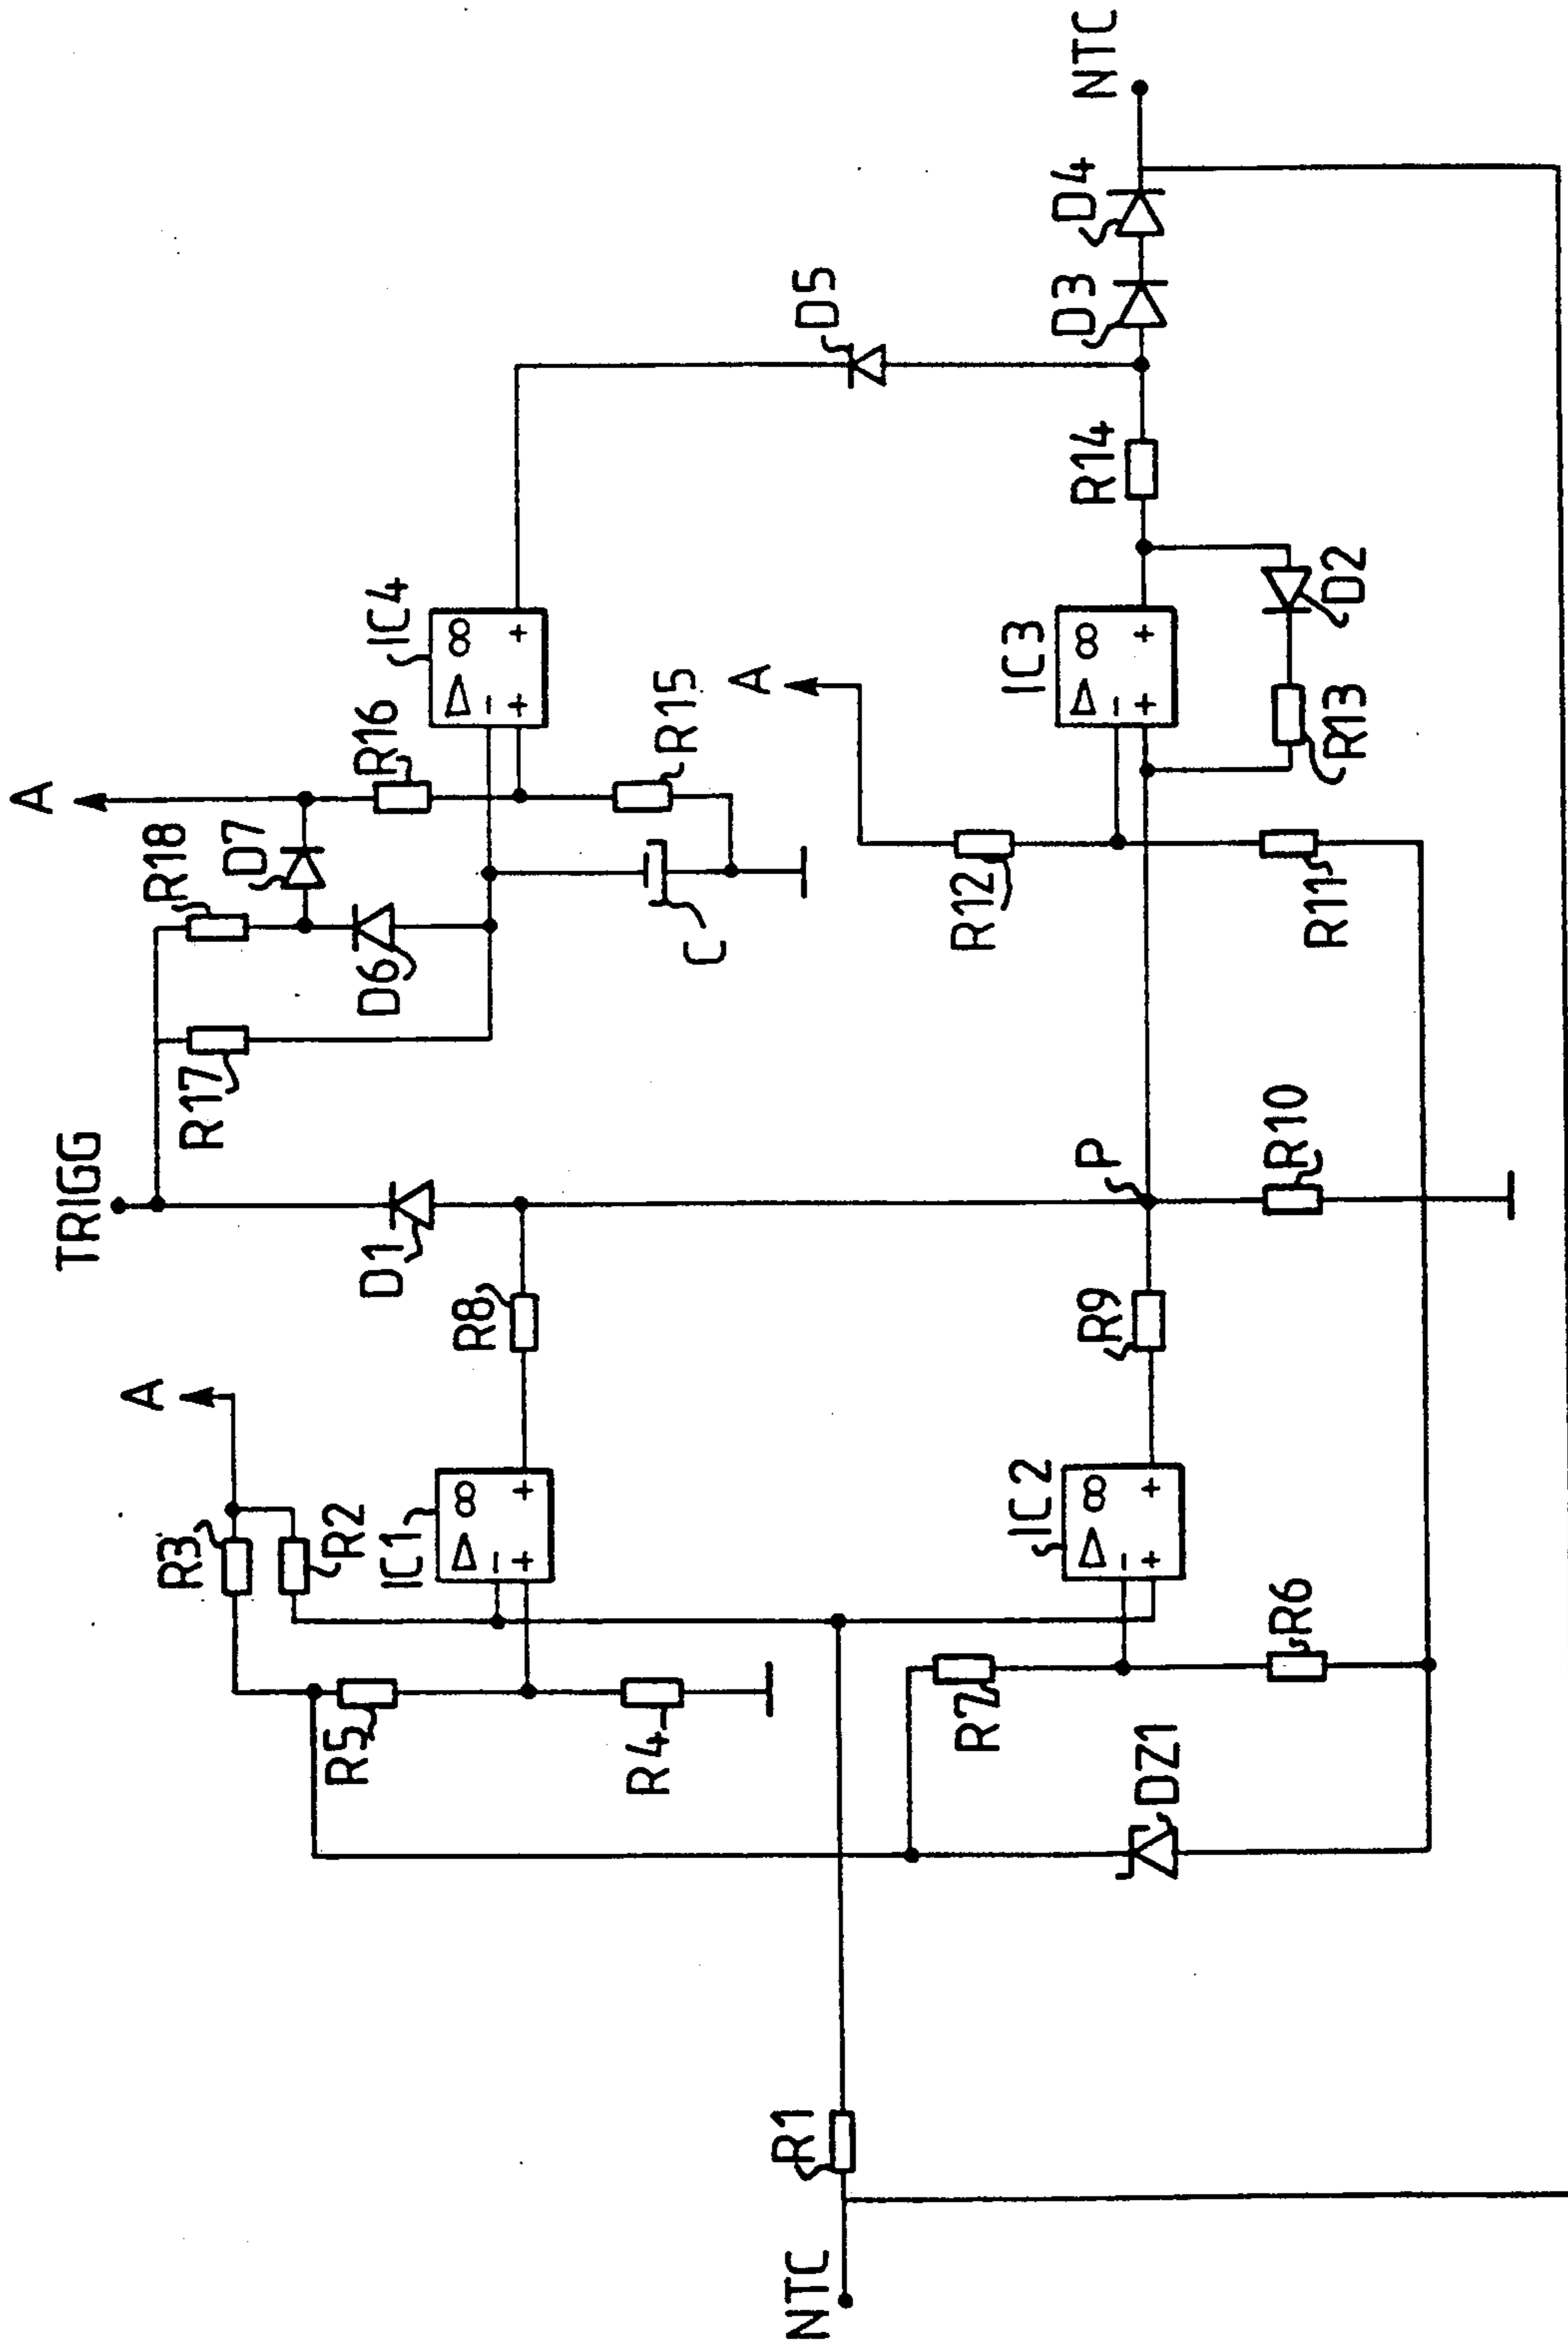 TRIGG
A
R18
D7
R16
IC4
Δ ∞
− +
+
R17
D6
C
R15
D5
A
R3
R2
IC1
Δ ∞
− +
+
R5
R4
D1
R8
A
R12
IC3
Δ ∞
− +
+
R14
D3
D4
NTC
R13
D2
R11
P
R9
R10
IC2
Δ ∞
− +
+
R7
R6
DZ1
R1
NTC